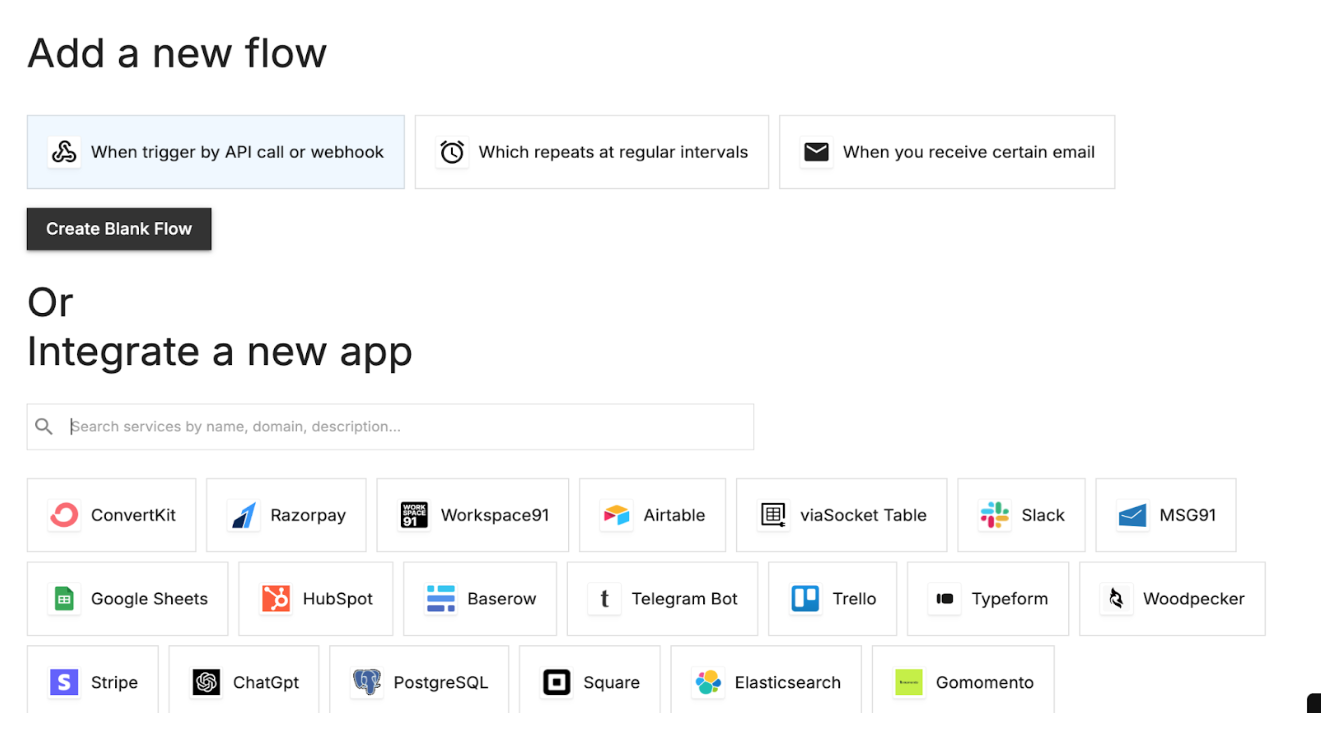 Add a new flow
When trigger by API call or webhook Which repeats at regular intervals When you receive certain email
Create Blank Flow
Or
Integrate a new app
Search services by name, domain, description...
ConvertKit Razorpay WORK SPACE 91 Workspace91 Airtable viaSocket Table Slack MSG91
Google Sheets HubSpot Baserow t Telegram Bot Trello Typeform Woodpecker
S Stripe ChatGpt PostgreSQL Square Elasticsearch Gomomento